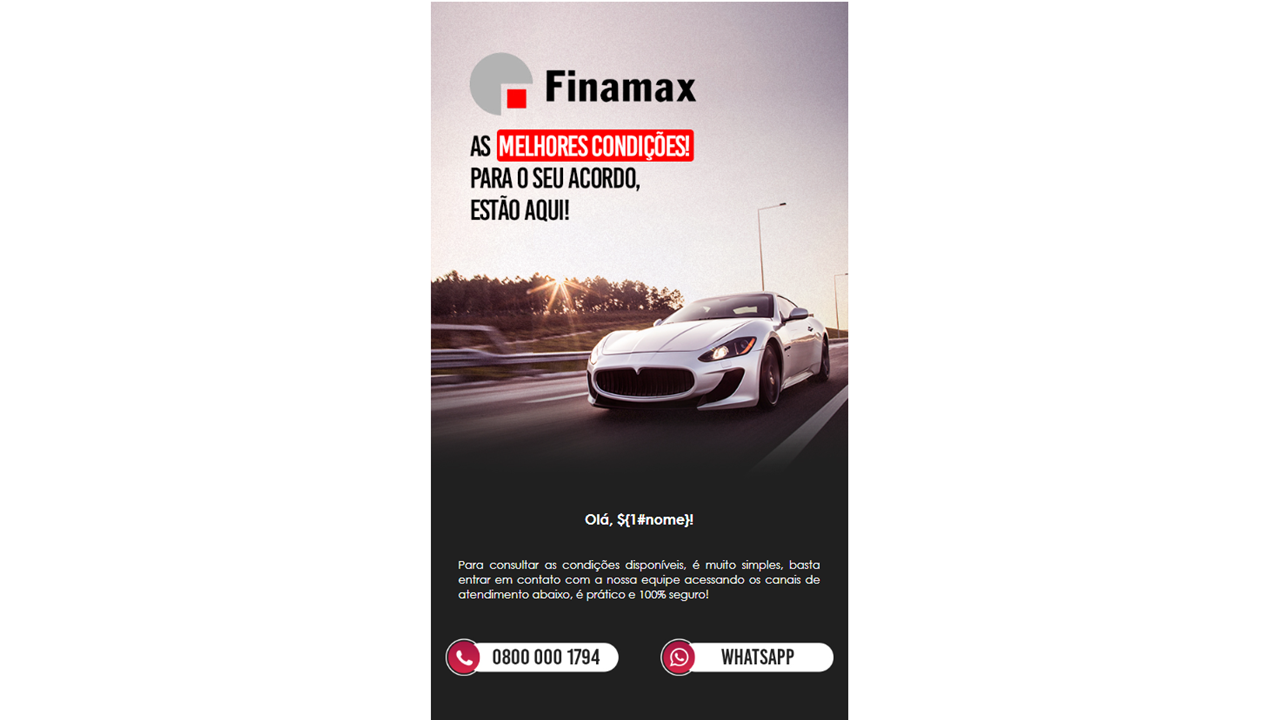 Finamax
AS MELHORES CONDIÇÕES!
PARA O SEU ACORDO,
ESTÃO AQUI!
Olá, ${1#nome}!
Para consultar as condições disponíveis, é muito simples, basta
entrar em contato com a nossa equipe acessando os canais de
atendimento abaixo, é prático e 100% seguro!
0800 000 1794
WHATSAPP